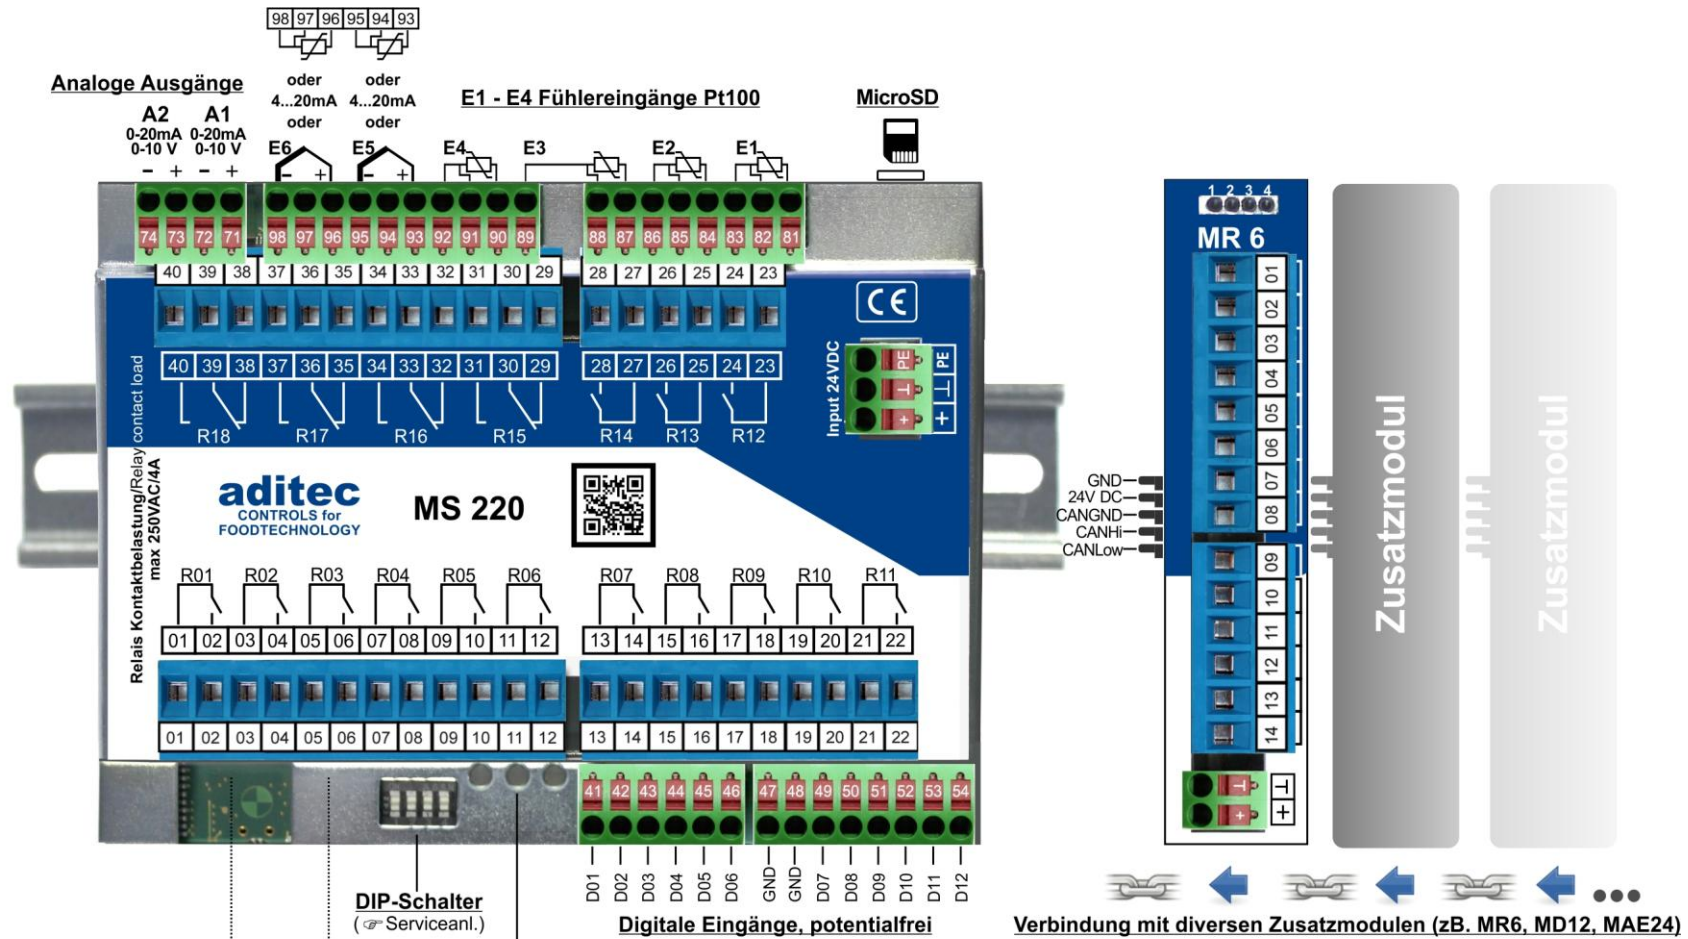 98 97 96 95 94 93
Analoge Ausgänge
A2 A1
0-20mA 0-20mA
0-10 V 0-10 V
- + - +
oder oder
4...20mA 4...20mA
oder oder
E6 E5
- + - +
E1 - E4 Fühlereingänge Pt100
E4 E3 E2 E1
MicroSD
74 73 72 71 98 97 96 95 94 93 92 91 90 89 88 87 86 85 84 83 82 81
40 39 38 37 36 35 34 33 32 31 30 29 28 27 26 25 24 23
CE
40 39 38 37 36 35 34 33 32 31 30 29 28 27 26 25 24 23
R18 R17 R16 R15 R14 R13 R12
Input 24VDC
PE PE
⊥ ⊥
+ +
Relais Kontaktbelastung/Relay contact load
max 250VAC/4A
aditec
CONTROLS for
FOODTECHNOLOGY
MS 220
R01 R02 R03 R04 R05 R06 R07 R08 R09 R10 R11
01 02 03 04 05 06 07 08 09 10 11 12 13 14 15 16 17 18 19 20 21 22
01 02 03 04 05 06 07 08 09 10 11 12 13 14 15 16 17 18 19 20 21 22
41 42 43 44 45 46 47 48 49 50 51 52 53 54
D01 D02 D03 D04 D05 D06 GND GND D07 D08 D09 D10 D11 D12
DIP-Schalter
(☞ Serviceanl.)
Digitale Eingänge, potentialfrei
GND
24V DC
CANGND
CANHi
CANLow
1 2 3 4
MR 6
01
02
03
04
05
06
07
08
09
10
11
12
13
14
⊥ ⊥
+ +
Zusatzmodul
Zusatzmodul
Verbindung mit diversen Zusatzmodulen (zB. MR6, MD12, MAE24)